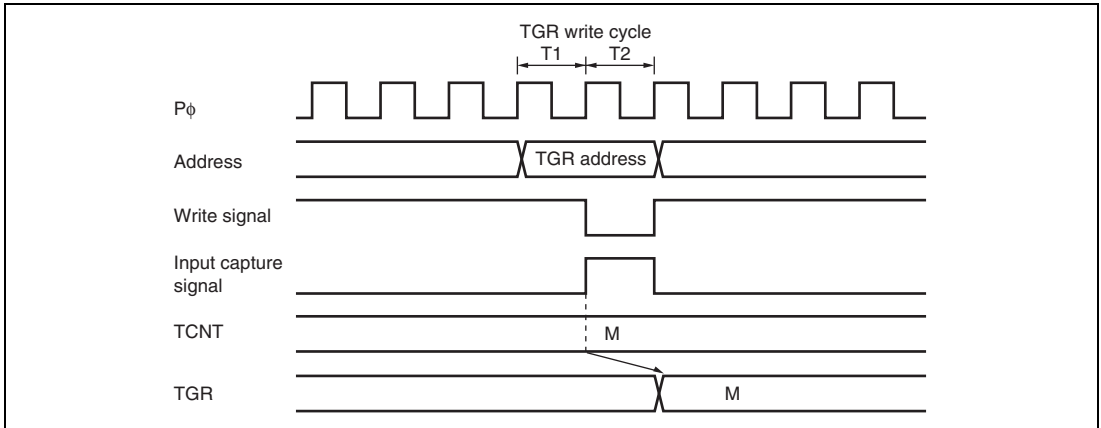 TGR write cycle
T1 T2
Pϕ
Address
TGR address
Write signal
Input capture
signal
TCNT
M
TGR
M